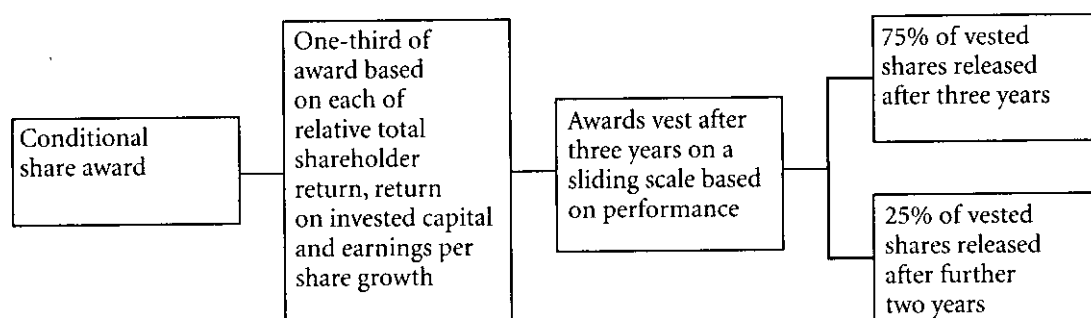 Conditional
share award
One-third of
award based
on each of
relative total
shareholder
return, return
on invested capital
and earnings per
share growth
Awards vest after
three years on a
sliding scale based
on performance
75% of vested
shares released
after three years
25% of vested
shares released
after further
two years